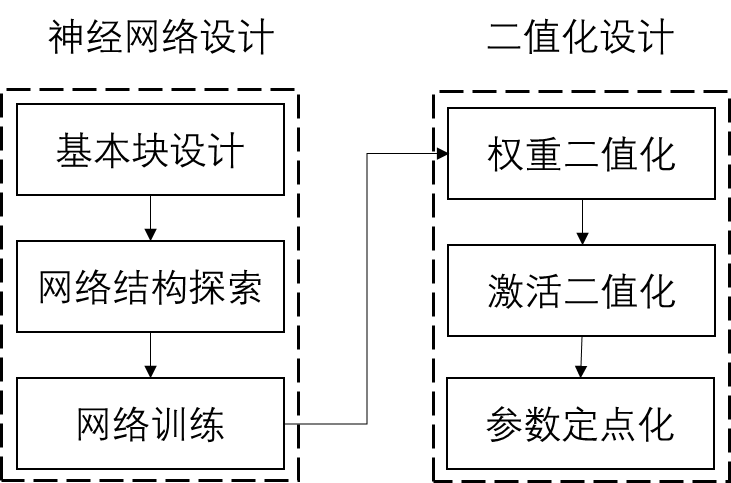 神经网络设计
基本块设计
网络结构探索
网络训练
二值化设计
权重二值化
激活二值化
参数定点化